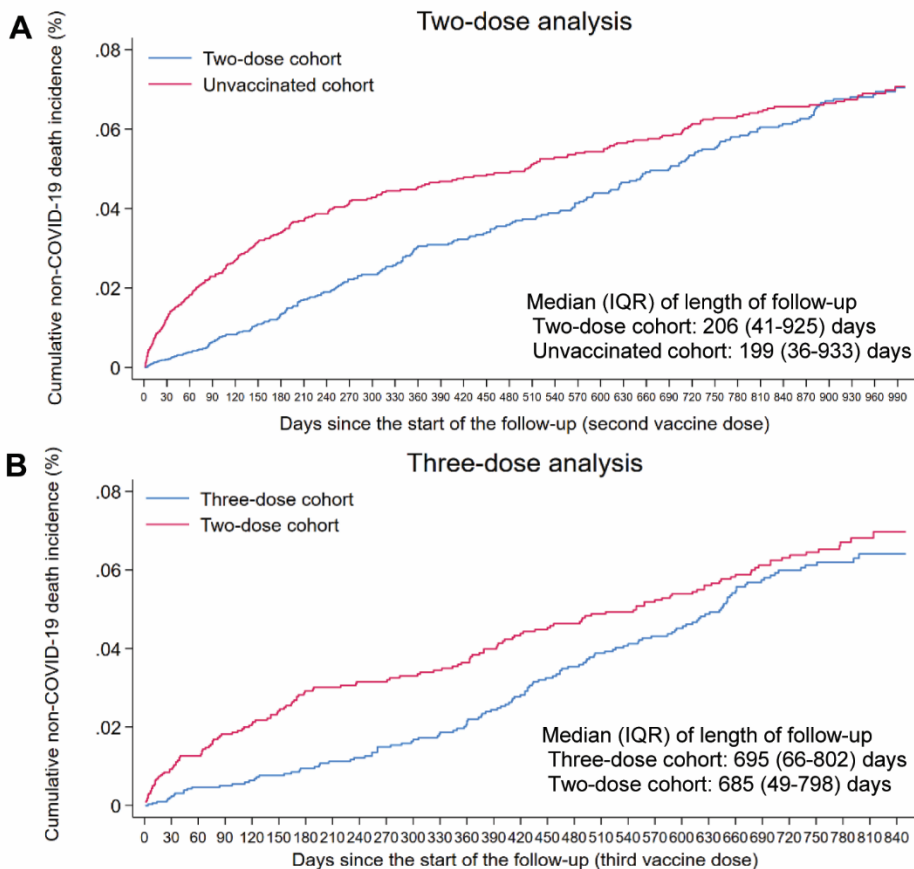 A
Two-dose analysis
Cumulative non-COVID-19 death incidence (%)
.08
.06
.04
.02
0
Two-dose cohort
Unvaccinated cohort
Median (IQR) of length of follow-up
Two-dose cohort: 206 (41-925) days
Unvaccinated cohort: 199 (36-933) days
0 30 60 90 120 150 180 210 240 270 300 330 360 390 420 450 480 510 540 570 600 630 660 690 720 750 780 810 840 870 900 930 960 990
Days since the start of the follow-up (second vaccine dose)
B
Three-dose analysis
Cumulative non-COVID-19 death incidence (%)
.08
.06
.04
.02
0
Three-dose cohort
Two-dose cohort
Median (IQR) of length of follow-up
Three-dose cohort: 695 (66-802) days
Two-dose cohort: 685 (49-798) days
0 30 60 90 120 150 180 210 240 270 300 330 360 390 420 450 480 510 540 570 600 630 660 690 720 750 780 810 840
Days since the start of the follow-up (third vaccine dose)